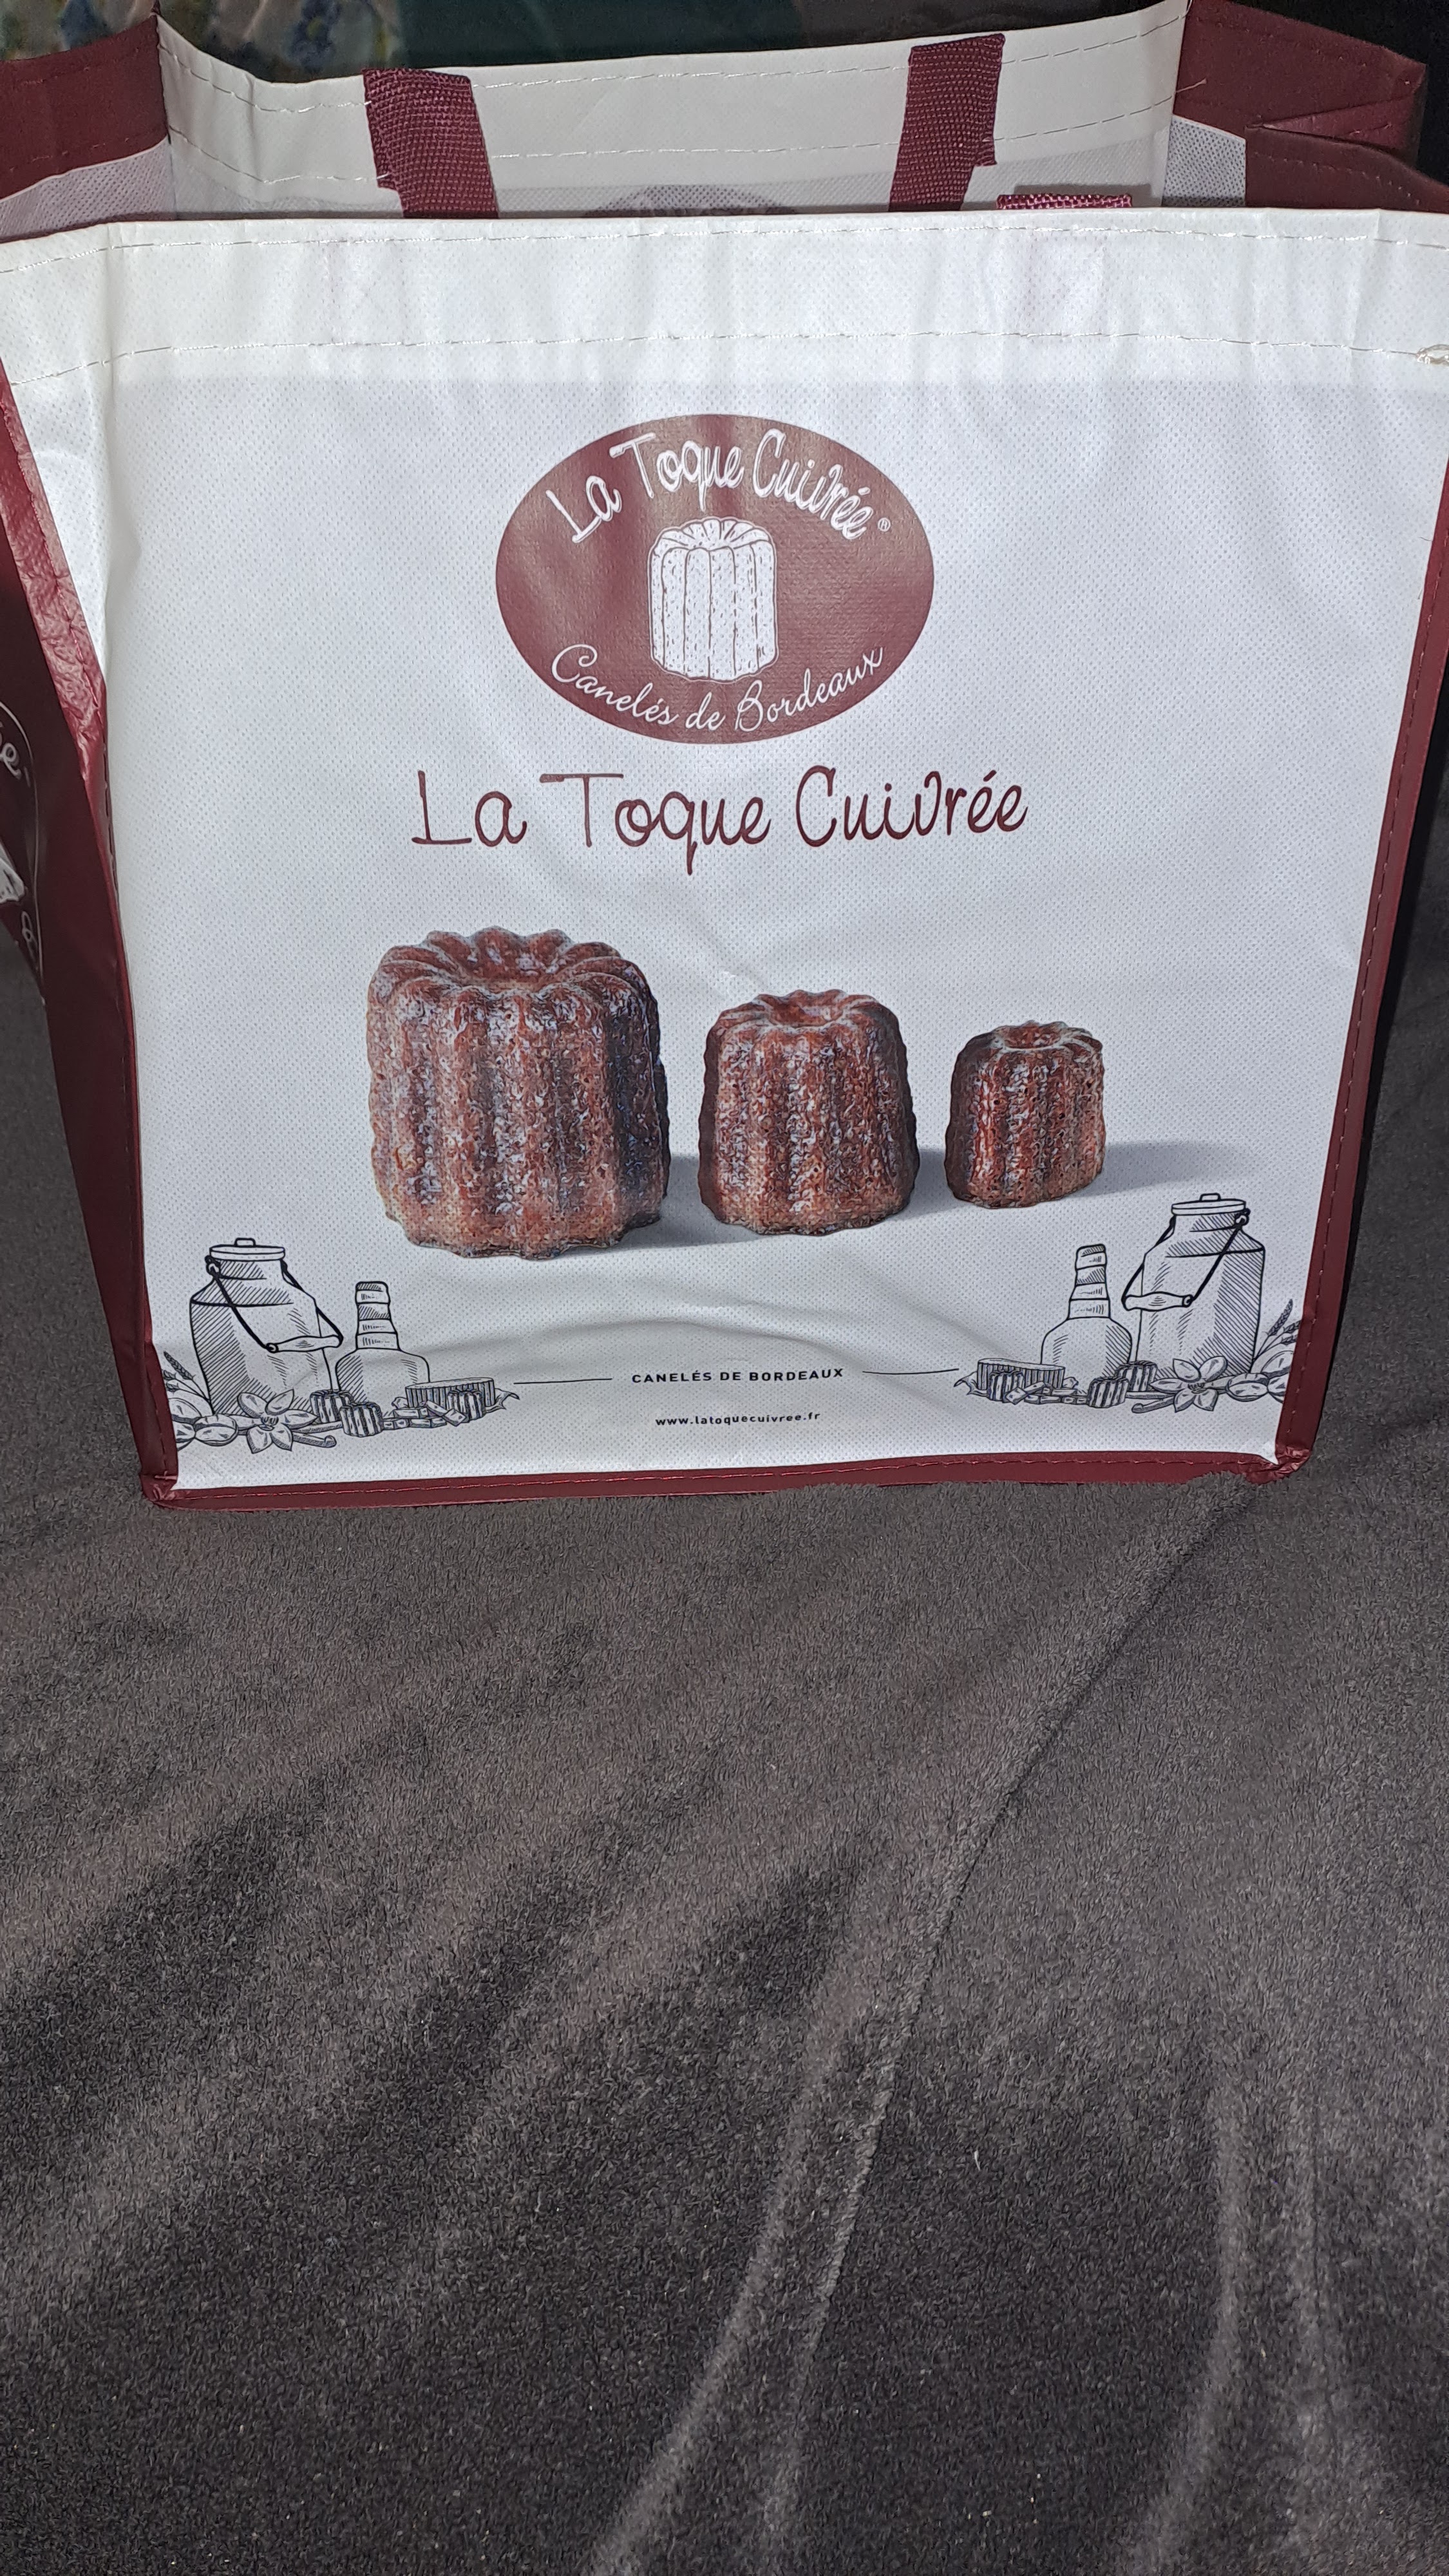 La Toque Cuivrée®
Canelés de Bordeaux
La Toque Cuivrée
CANELÉS DE BORDEAUX
www.latoquecuivree.fr